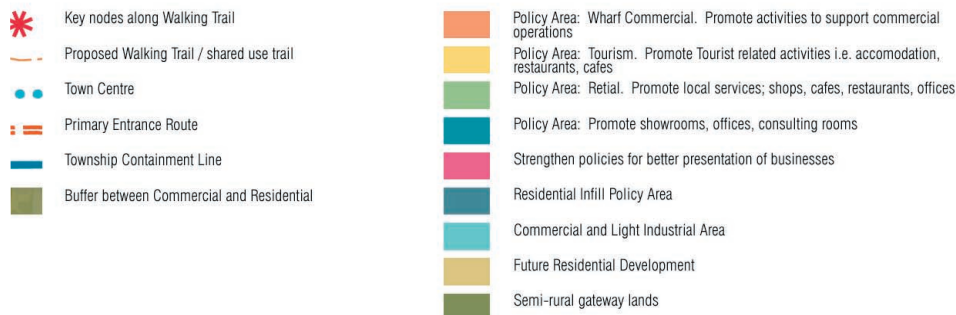 Key nodes along Walking Trail
Proposed Walking Trail / shared use trail
Town Centre
Primary Entrance Route
Township Containment Line
Buffer between Commercial and Residential
Policy Area: Wharf Commercial. Promote activities to support commercial
operations
Policy Area: Tourism. Promote Tourist related activities i.e. accomodation,
restaurants, cafes
Policy Area: Retial. Promote local services; shops, cafes, restaurants, offices
Policy Area: Promote showrooms, offices, consulting rooms
Strengthen policies for better presentation of businesses
Residential Infill Policy Area
Commercial and Light Industrial Area
Future Residential Development
Semi-rural gateway lands